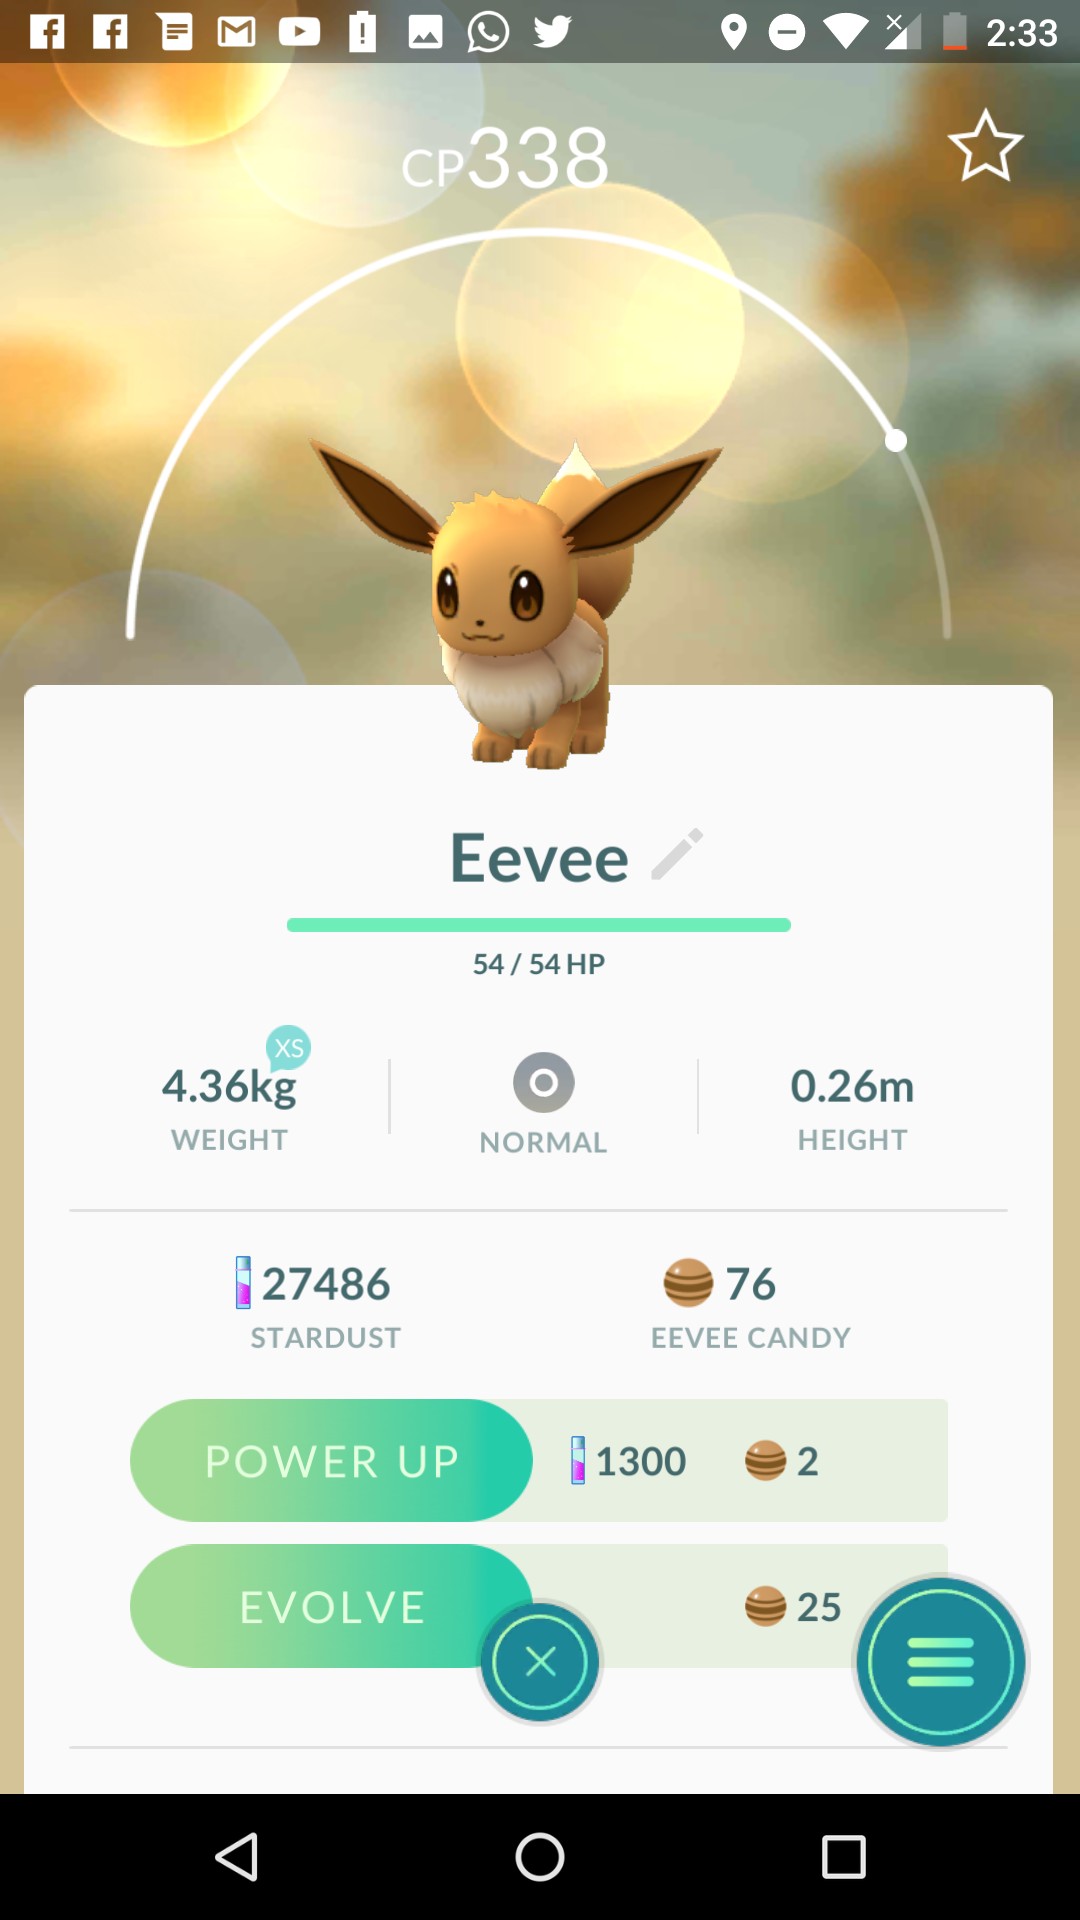 2:33
CP338
Eevee
54 / 54 HP
XS
4.36kg
WEIGHT
NORMAL
0.26m
HEIGHT
27486
STARDUST
76
EEVEE CANDY
POWER UP 1300 2
EVOLVE 25